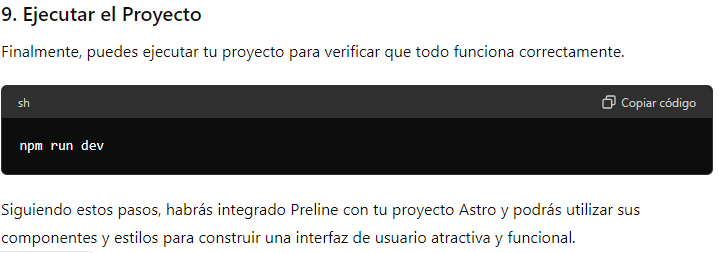 9. Ejecutar el Proyecto
Finalmente, puedes ejecutar tu proyecto para verificar que todo funciona correctamente.
sh
Copiar código
npm run dev
Siguiendo estos pasos, habrás integrado Preline con tu proyecto Astro y podrás utilizar sus
componentes y estilos para construir una interfaz de usuario atractiva y funcional.